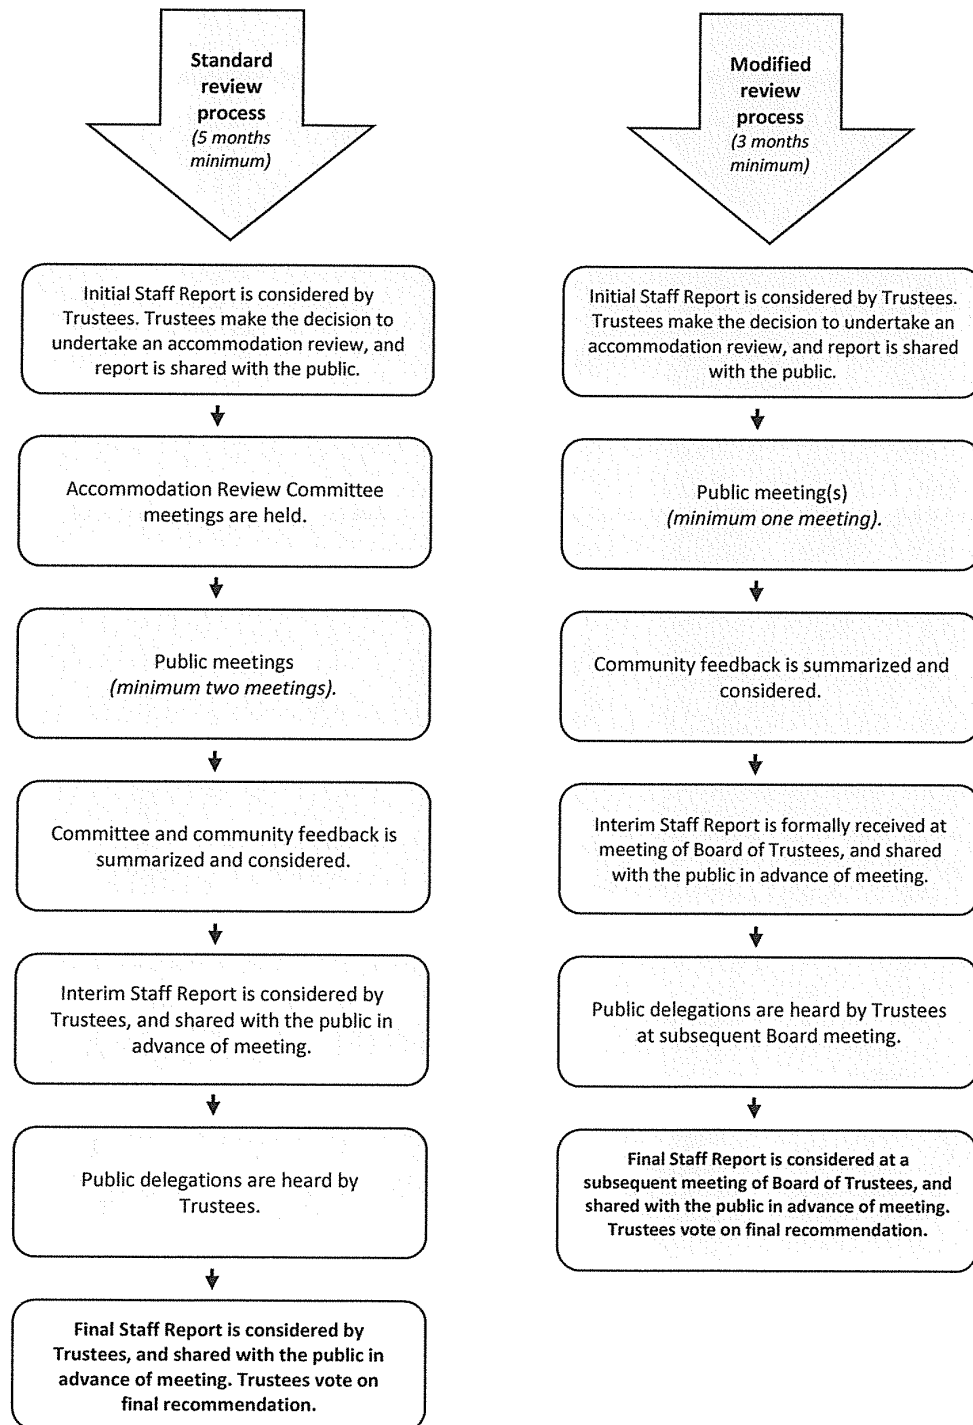 Standard
review
process
(5 months
minimum)
Initial Staff Report is considered by
Trustees. Trustees make the decision to
undertake an accommodation review, and
report is shared with the public.
Accommodation Review Committee
meetings are held.
Public meetings
(minimum two meetings).
Committee and community feedback is
summarized and considered.
Interim Staff Report is considered by
Trustees, and shared with the public in
advance of meeting.
Public delegations are heard by
Trustees.
Final Staff Report is considered by
Trustees, and shared with the public in
advance of meeting. Trustees vote on
final recommendation.
Modified
review
process
(3 months
minimum)
Initial Staff Report is considered by Trustees.
Trustees make the decision to undertake an
accommodation review, and report is shared
with the public.
Public meeting(s)
(minimum one meeting).
Community feedback is summarized and
considered.
Interim Staff Report is formally received at
meeting of Board of Trustees, and shared
with the public in advance of meeting.
Public delegations are heard by Trustees
at subsequent Board meeting.
Final Staff Report is considered at a
subsequent meeting of Board of Trustees, and
shared with the public in advance of meeting.
Trustees vote on final recommendation.